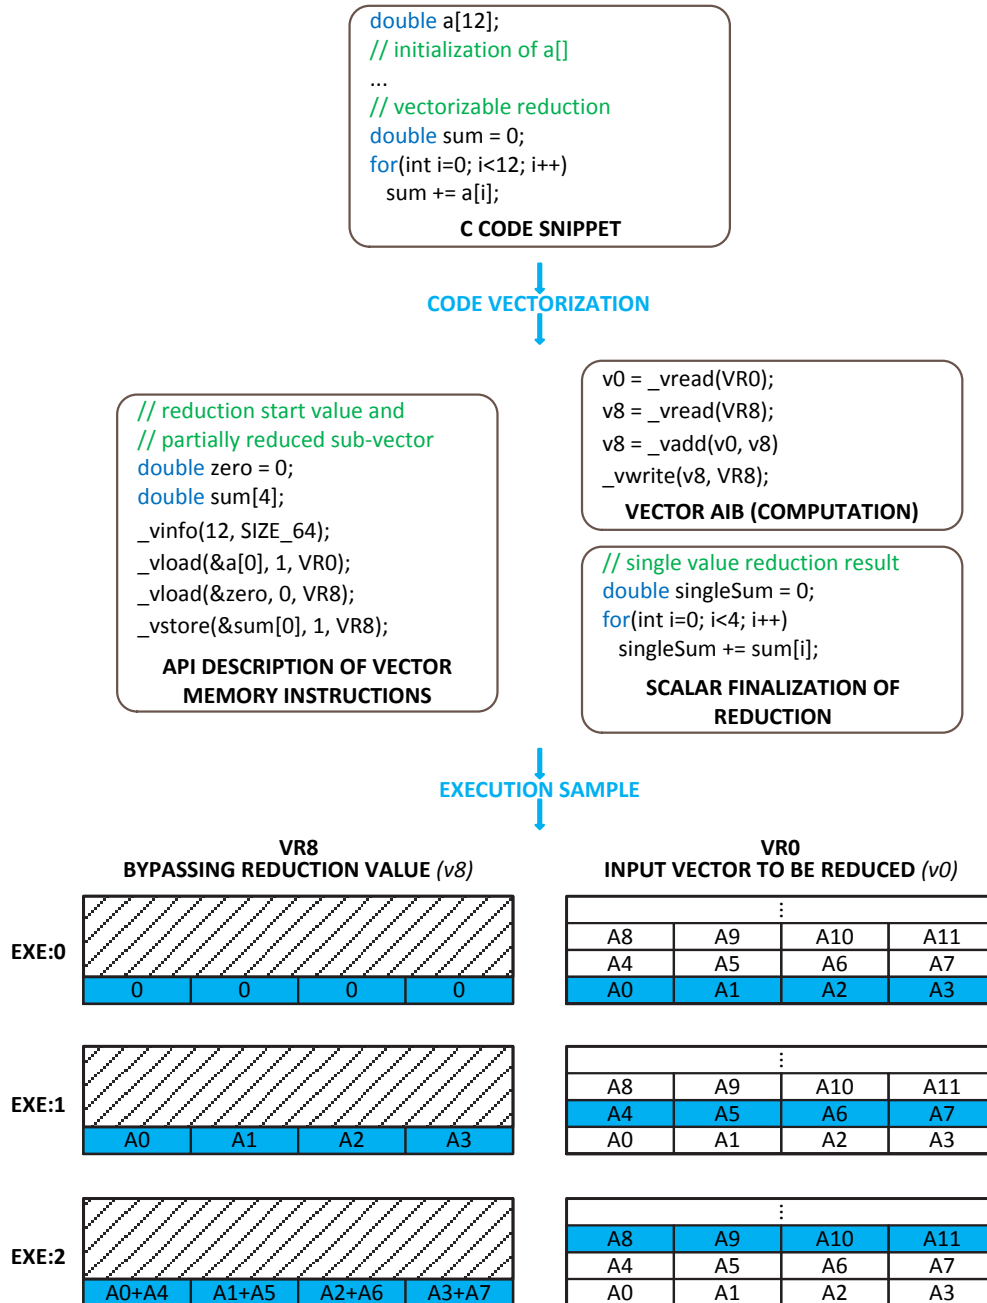 double a[12];
// initialization of a[]
...
// vectorizable reduction
double sum = 0;
for(int i=0; i<12; i++)
sum += a[i];
C CODE SNIPPET
CODE VECTORIZATION
// reduction start value and
// partially reduced sub-vector
double zero = 0;
double sum[4];
_vinfo(12, SIZE_64);
_vload(&a[0], 1, VR0);
_vload(&zero, 0, VR8);
_vstore(&sum[0], 1, VR8);
API DESCRIPTION OF VECTOR
MEMORY INSTRUCTIONS
v0 = _vread(VR0);
v8 = _vread(VR8);
v8 = _vadd(v0, v8)
_vwrite(v8, VR8);
VECTOR AIB (COMPUTATION)
// single value reduction result
double singleSum = 0;
for(int i=0; i<4; i++)
singleSum += sum[i];
SCALAR FINALIZATION OF
REDUCTION
EXECUTION SAMPLE
VR8
BYPASSING REDUCTION VALUE (v8)
VR0
INPUT VECTOR TO BE REDUCED (v0)
EXE:0
0 0 0 0
⋮
A8 A9 A10 A11
A4 A5 A6 A7
A0 A1 A2 A3
EXE:1
A0 A1 A2 A3
⋮
A8 A9 A10 A11
A4 A5 A6 A7
A0 A1 A2 A3
EXE:2
A0+A4 A1+A5 A2+A6 A3+A7
⋮
A8 A9 A10 A11
A4 A5 A6 A7
A0 A1 A2 A3